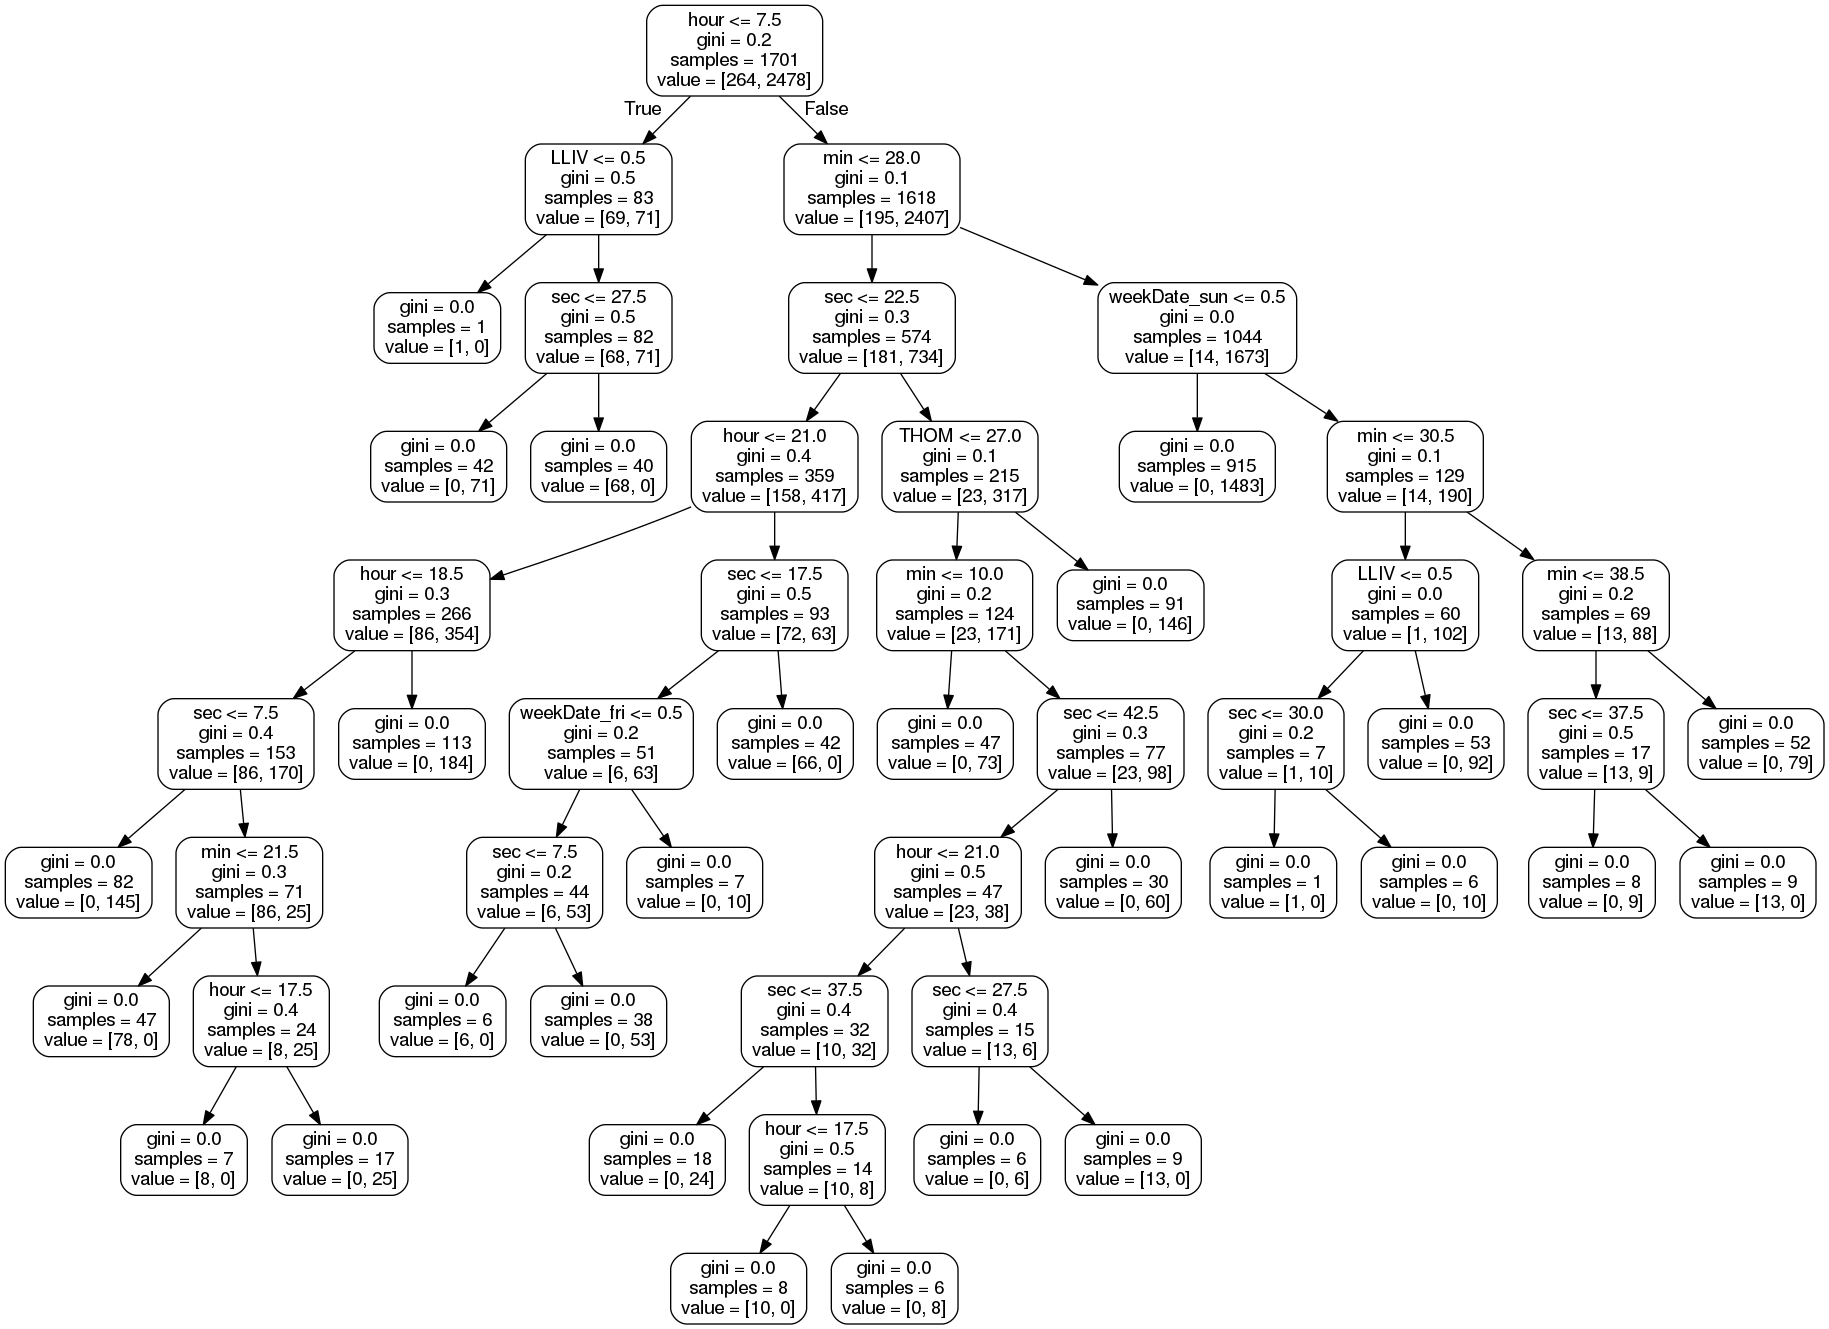 hour <= 7.5
gini = 0.2
samples = 1701
value = [264, 2478]
True
False
LLIV <= 0.5
gini = 0.5
samples = 83
value = [69, 71]
min <= 28.0
gini = 0.1
samples = 1618
value = [195, 2407]
gini = 0.0
samples = 1
value = [1, 0]
sec <= 27.5
gini = 0.5
samples = 82
value = [68, 71]
sec <= 22.5
gini = 0.3
samples = 574
value = [181, 734]
weekDate_sun <= 0.5
gini = 0.0
samples = 1044
value = [14, 1673]
gini = 0.0
samples = 42
value = [0, 71]
gini = 0.0
samples = 40
value = [68, 0]
hour <= 21.0
gini = 0.4
samples = 359
value = [158, 417]
THOM <= 27.0
gini = 0.1
samples = 215
value = [23, 317]
gini = 0.0
samples = 915
value = [0, 1483]
min <= 30.5
gini = 0.1
samples = 129
value = [14, 190]
hour <= 18.5
gini = 0.3
samples = 266
value = [86, 354]
sec <= 17.5
gini = 0.5
samples = 93
value = [72, 63]
min <= 10.0
gini = 0.2
samples = 124
value = [23, 171]
gini = 0.0
samples = 91
value = [0, 146]
LLIV <= 0.5
gini = 0.0
samples = 60
value = [1, 102]
min <= 38.5
gini = 0.2
samples = 69
value = [13, 88]
sec <= 7.5
gini = 0.4
samples = 153
value = [86, 170]
gini = 0.0
samples = 113
value = [0, 184]
weekDate_fri <= 0.5
gini = 0.2
samples = 51
value = [6, 63]
gini = 0.0
samples = 42
value = [66, 0]
gini = 0.0
samples = 47
value = [0, 73]
sec <= 42.5
gini = 0.3
samples = 77
value = [23, 98]
sec <= 30.0
gini = 0.2
samples = 7
value = [1, 10]
gini = 0.0
samples = 53
value = [0, 92]
sec <= 37.5
gini = 0.5
samples = 17
value = [13, 9]
gini = 0.0
samples = 52
value = [0, 79]
gini = 0.0
samples = 82
value = [0, 145]
min <= 21.5
gini = 0.3
samples = 71
value = [86, 25]
sec <= 7.5
gini = 0.2
samples = 44
value = [6, 53]
gini = 0.0
samples = 7
value = [0, 10]
hour <= 21.0
gini = 0.5
samples = 47
value = [23, 38]
gini = 0.0
samples = 30
value = [0, 60]
gini = 0.0
samples = 1
value = [1, 0]
gini = 0.0
samples = 6
value = [0, 10]
gini = 0.0
samples = 8
value = [0, 9]
gini = 0.0
samples = 9
value = [13, 0]
gini = 0.0
samples = 47
value = [78, 0]
hour <= 17.5
gini = 0.4
samples = 24
value = [8, 25]
gini = 0.0
samples = 6
value = [6, 0]
gini = 0.0
samples = 38
value = [0, 53]
sec <= 37.5
gini = 0.4
samples = 32
value = [10, 32]
sec <= 27.5
gini = 0.4
samples = 15
value = [13, 6]
gini = 0.0
samples = 7
value = [8, 0]
gini = 0.0
samples = 17
value = [0, 25]
gini = 0.0
samples = 18
value = [0, 24]
hour <= 17.5
gini = 0.5
samples = 14
value = [10, 8]
gini = 0.0
samples = 6
value = [0, 6]
gini = 0.0
samples = 9
value = [13, 0]
gini = 0.0
samples = 8
value = [10, 0]
gini = 0.0
samples = 6
value = [0, 8]